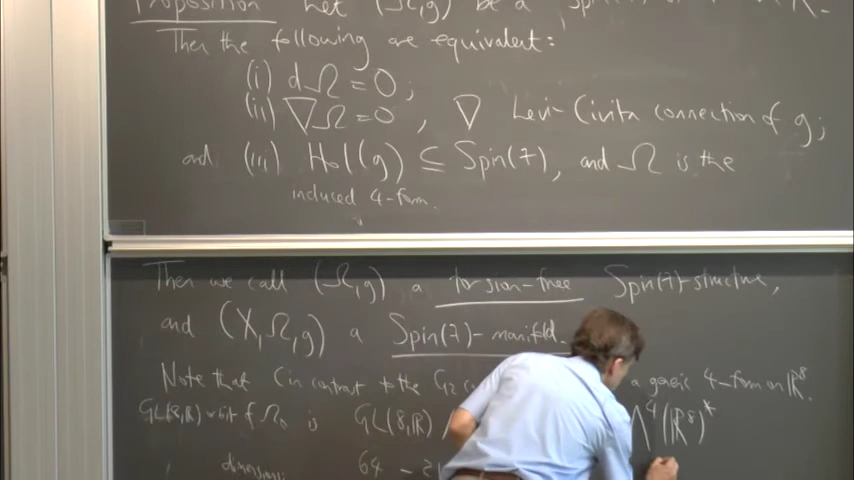 Proposition Let (Ω,g) be a Spin(7)
Then the following are equivalent:
(i) dΩ = 0;
(ii) ∇Ω = 0, ∇ Levi-Civita connection of g;
and (iii) Hol(g) ⊆ Spin(7), and Ω is the
induced 4-form.
Then we call (Ω,g) a torsion-free Spin(7)-structure,
and (X,Ω,g) a Spin(7)-manifold.
Note that (in contrast to the G₂ a generic 4-form on ℝ⁸.
GL(8,ℝ) orbit of Ω₀ is GL(8,ℝ)/ Λ⁴(ℝ⁸)*
dimensions: 64 - 21